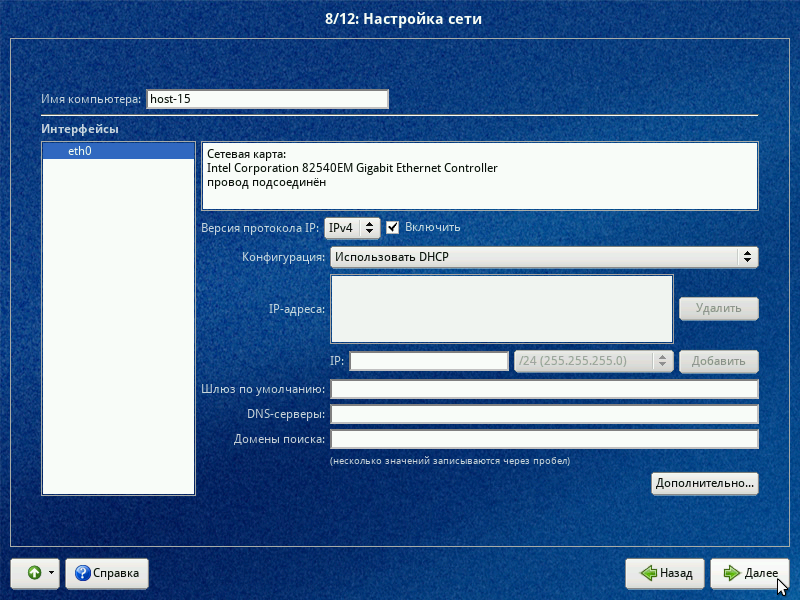 8/12: Настройка сети
Имя компьютера: host-15
Интерфейсы
eth0
Сетевая карта:
Intel Corporation 82540EM Gigabit Ethernet Controller
провод подсоединён
Версия протокола IP: IPv4 Включить
Конфигурация: Использовать DHCP
IP-адреса: Удалить
IP: /24 (255.255.255.0) Добавить
Шлюз по умолчанию:
DNS-серверы:
Домены поиска:
(несколько значений записываются через пробел)
Дополнительно...
Справка Назад Далее